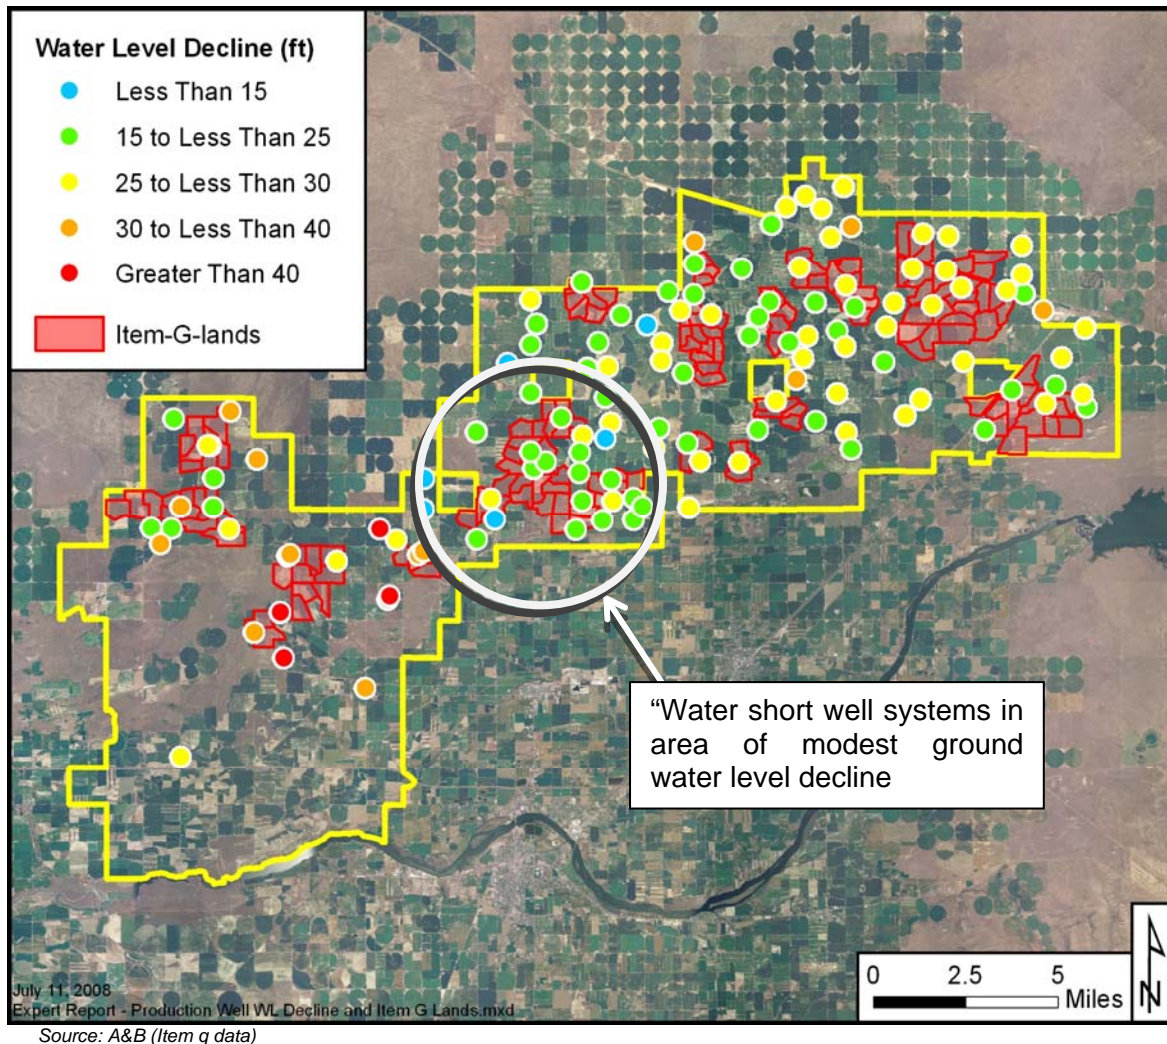 Water Level Decline (ft)
Less Than 15
15 to Less Than 25
25 to Less Than 30
30 to Less Than 40
Greater Than 40
Item-G-lands
“Water short well systems in
area of modest ground
water level decline
0 2.5 5
Miles
N
July 11, 2008
Expert Report - Production Well WL Decline and Item G Lands.mxd
Source: A&B (Item g data)